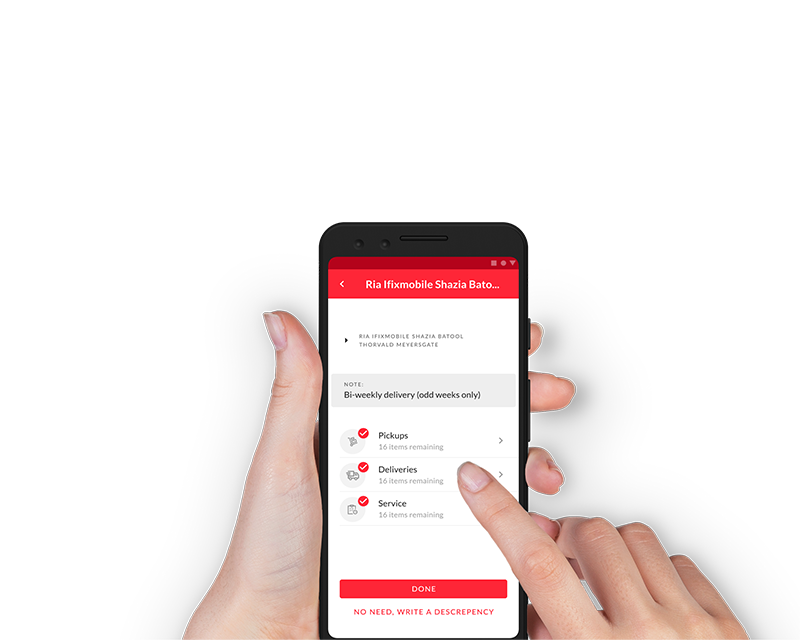 Ria Ifixmobile Shazia Bato...
RIA IFIXMOBILE SHAZIA BATOOL
THORVALD MEYERSGATE
NOTE:
Bi-weekly delivery (odd weeks only)
Pickups
16 items remaining
Deliveries
16 items remaining
Service
16 items remaining
DONE
NO NEED, WRITE A DESCREPENCY